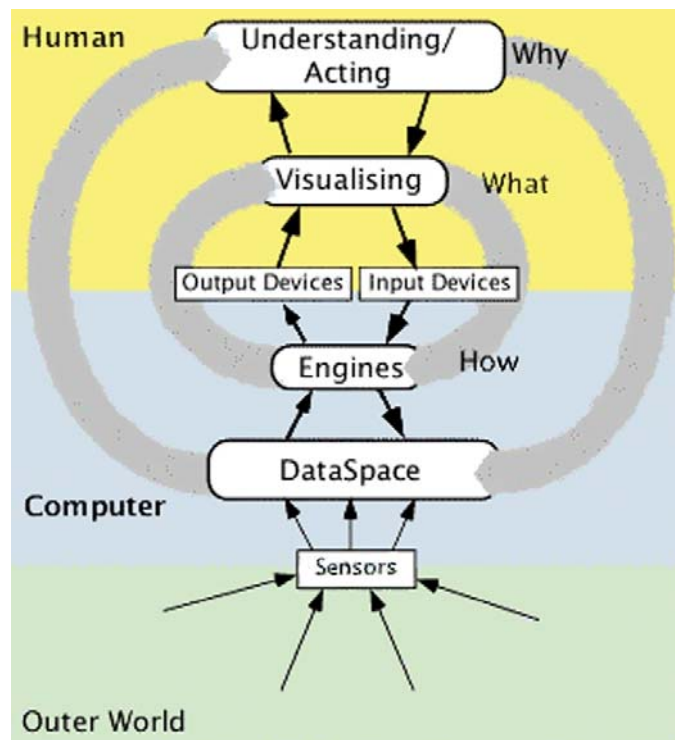 Human
Understanding/
Acting
Why
Visualising
What
Output Devices
Input Devices
Engines
How
DataSpace
Computer
Sensors
Outer World